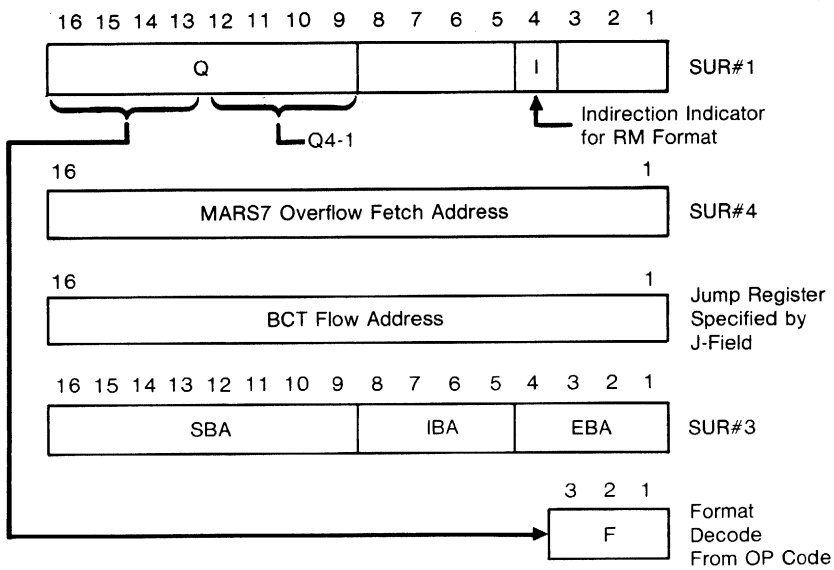 16 15 14 13 12 11 10 9 8 7 6 5 4 3 2 1
Q I SUR#1
Q4-1
Indirection Indicator
for RM Format
16 1
MARS7 Overflow Fetch Address SUR#4
16 1
BCT Flow Address
Jump Register
Specified by
J-Field
16 15 14 13 12 11 10 9 8 7 6 5 4 3 2 1
SBA IBA EBA SUR#3
3 2 1
F
Format
Decode
From OP Code